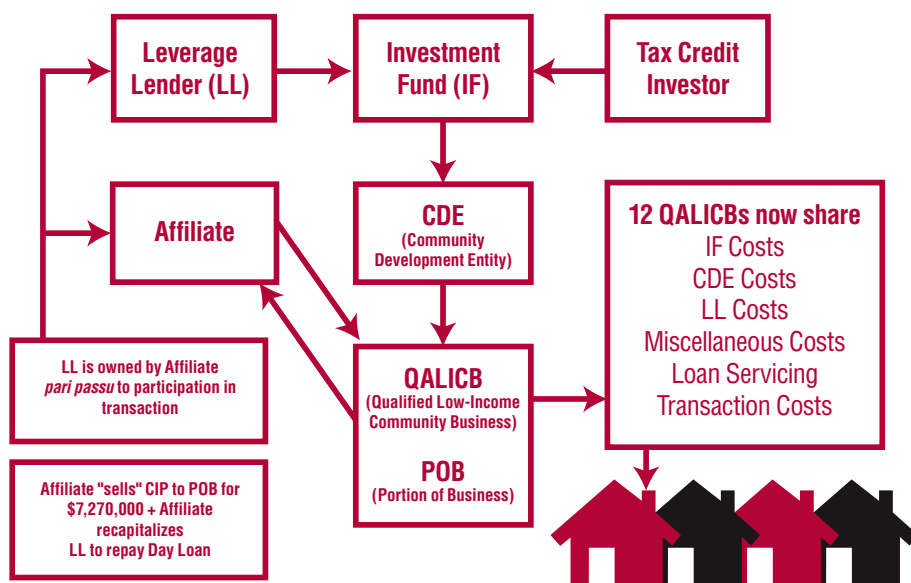 Leverage
Lender (LL)
Investment
Fund (IF)
Tax Credit
Investor
Affiliate
CDE
(Community
Development Entity)
12 QALICBs now share
IF Costs
CDE Costs
LL Costs
Miscellaneous Costs
Loan Servicing
Transaction Costs
LL is owned by Affiliate
pari passu to participation in
transaction
QALICB
(Qualified Low-Income
Community Business)
POB
(Portion of Business)
Affiliate "sells" CIP to POB for
$7,270,000 + Affiliate
recapitalizes
LL to repay Day Loan